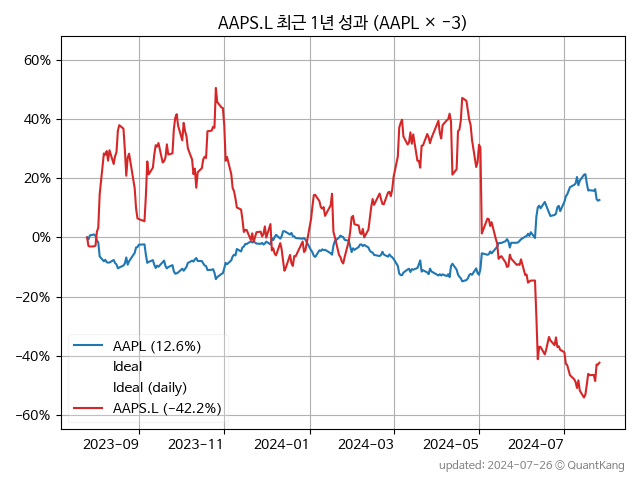 AAPS.L 최근 1년 성과 (AAPL × −3)
60%
40%
20%
0%
−20%
−40%
−60%
AAPL (12.6%)
Ideal
Ideal (daily)
AAPS.L (−42.2%)
2023−09
2023−11
2024−01
2024−03
2024−05
2024−07
updated: 2024−07−26 © QuantKang